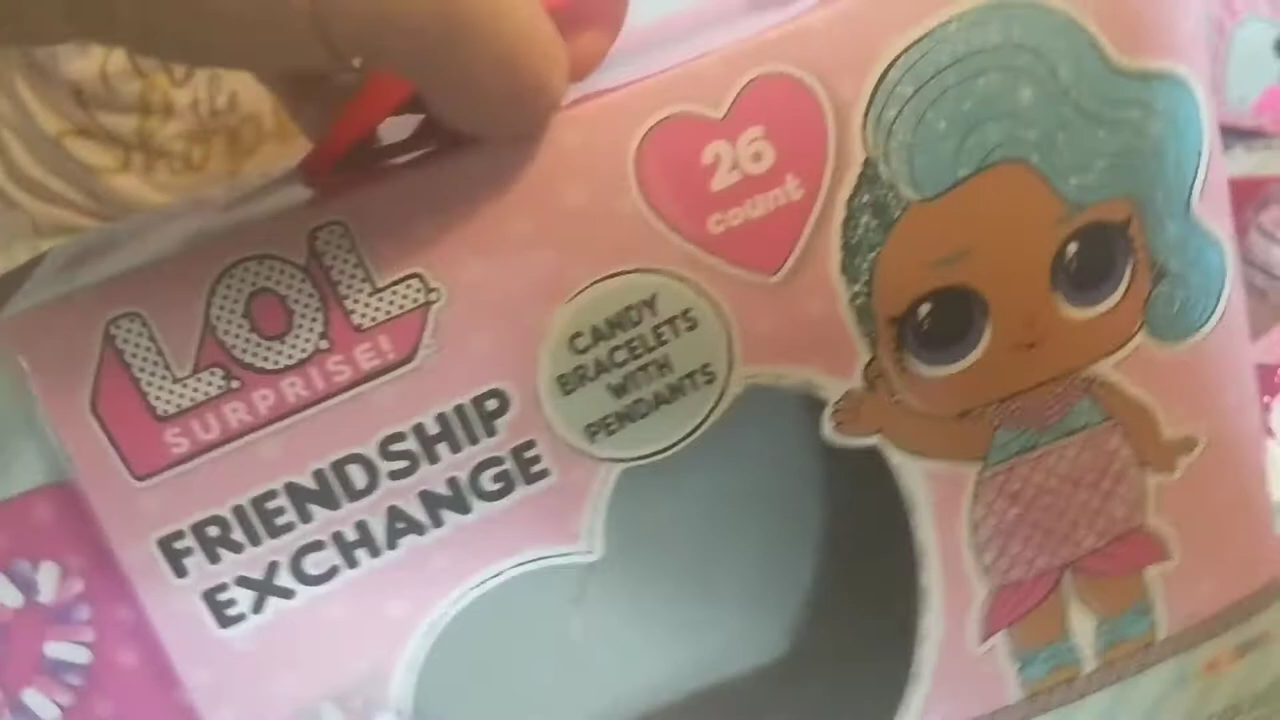 26
count
L.O.L
SURPRISE!
CANDY
BRACELETS
WITH
PENDANTS
FRIENDSHIP
EXCHANGE